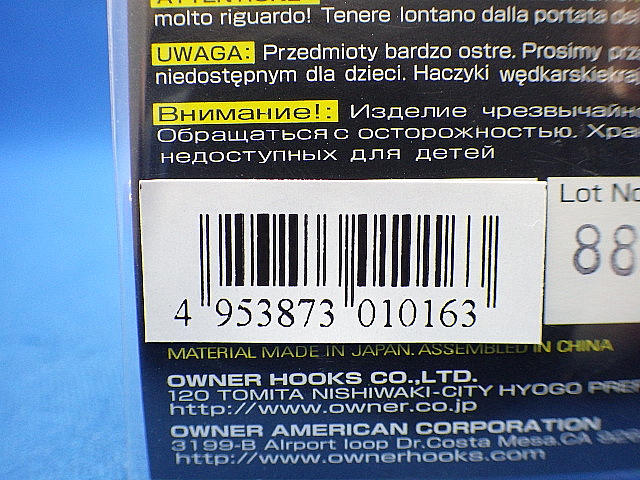 ATTENZIONE
molto riguardo! Tenere lontano dalla portata
UWAGA: Przedmioty bardzo ostre. Prosimy
niedostępnym dla dzieci. Haczyki wędkarskie
Внимание!: Изделие чрезвычайн
Обращаться с осторожностью. Хра
недоступных для детей
Lot No
88
4 953873 010163
MATERIAL MADE IN JAPAN. ASSEMBLED IN CHINA
OWNER HOOKS CO.,LTD.
120 TOMITA NISHIWAKI-CITY HYOGO PRE
http://www.owner.co.jp
OWNER AMERICAN CORPORATION
3199-B Airport loop Dr.Costa Mesa.CA 92
http://www.ownerhooks.com